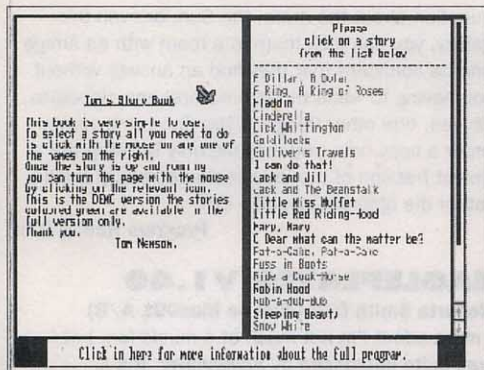 Tom's Story Book
This book is very simple to use.
To select a story all you need to do
is click with the mouse on any one of
the names on the right.
Once the story is up and running
you can turn the page with the mouse
by clicking on the relevant icon.
This is the DEMO version the stories
coloured green are available in the
full version only.
Thank you.
Tom Newson.
Please
click on a story
from the list below
A Dillar, A Dolar
A Ring, A Ring of Roses
Aladdin
Cinderella
Dick Whittington
Goldilocks
Gulliver's Travels
I can do that!
Jack and Jill
Jack and The Beanstalk
Little Miss Muffet
Little Red Riding-Hood
Mary, Mary
O Dear what can the matter be?
Pat-a-Cake, Pat-a-Cake
Puss in Boots
Ride a Cock-Horse
Robin Hood
Rub-a-dub-dub
Sleeping Beauty
Snow White
Click in here for more information about the full program.